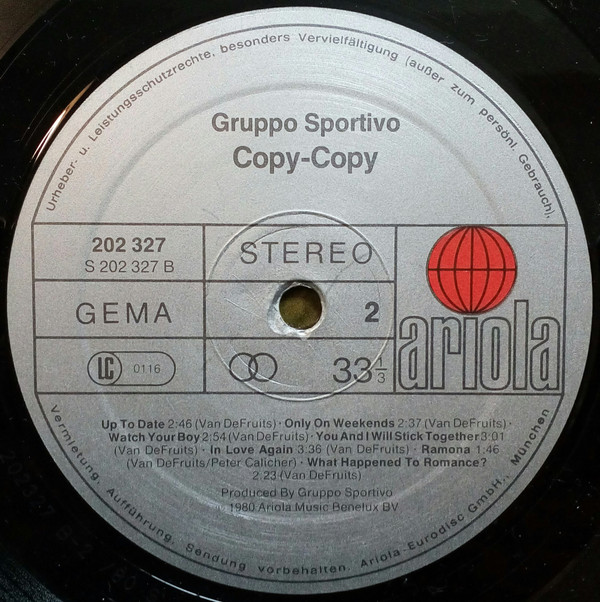 Urheber- u. Leistungsschutzrechte, besonders Vervielfältigung (außer zum persönl. Gebrauch),
Gruppo Sportivo
Copy-Copy
202 327
S 202 327 B
STEREO
GEMA
2
ariola
LC 0116
33 1/3
Up To Date 2:46 (Van DeFruits) · Only On Weekends 2:37 (Van DeFruits) ·
Watch Your Boy 2:54 (Van DeFruits) · You And I Will Stick Together 3:01
(Van DeFruits) · In Love Again 3:36 (Van DeFruits) · Ramona 1:46
(Van DeFruits/Peter Calicher) · What Happened To Romance?
2:23 (Van DeFruits)
Produced By Gruppo Sportivo
℗ 1980 Ariola Music Benelux BV
Vermietung, Aufführung, Sendung vorbehalten. Ariola-Eurodisc GmbH., München